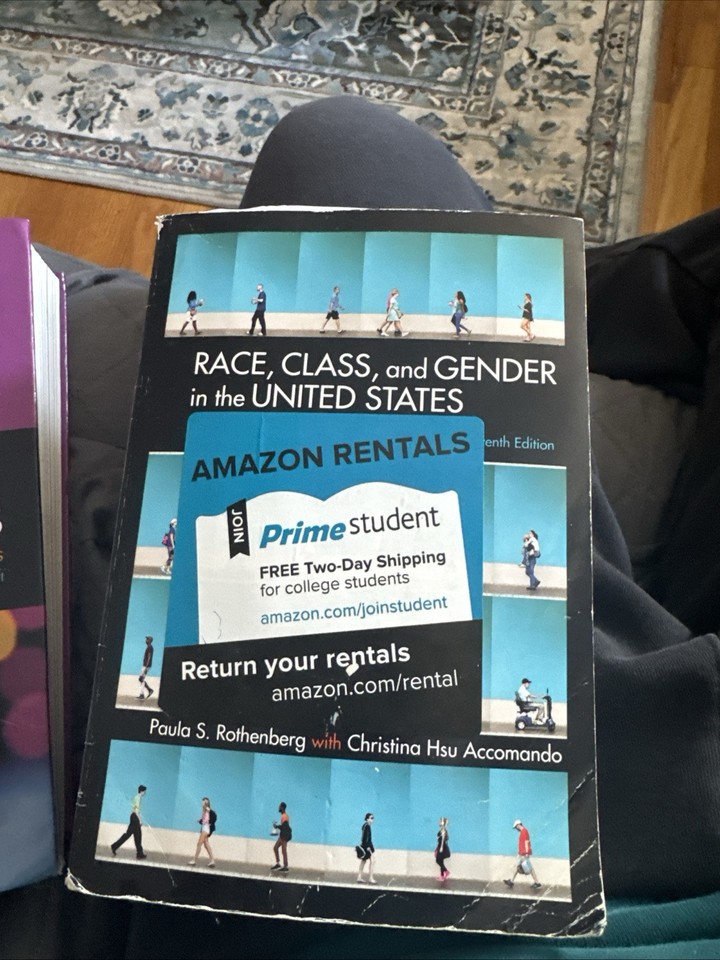 RACE, CLASS, and GENDER
in the UNITED STATES
Edition
AMAZON RENTALS
JOIN
Prime student
FREE Two-Day Shipping
for college students
amazon.com/joinstudent
Return your rentals
amazon.com/rental
Paula S. Rothenberg with Christina Hsu Accomando